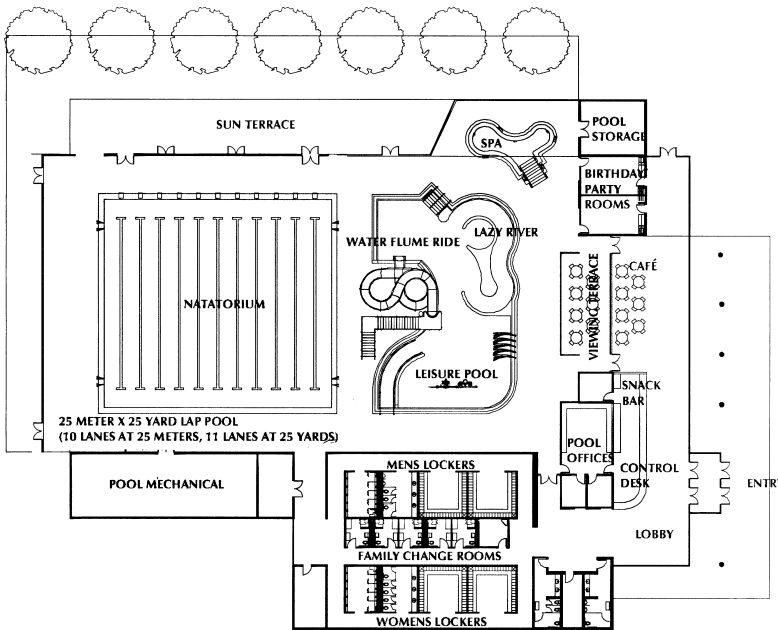 SUN TERRACE
SPA
POOL
STORAGE
BIRTHDAY
PARTY
ROOMS
WATER FLUME RIDE
LAZY RIVER
NATATORIUM
VIEWING TERRACE
CAFÉ
LEISURE POOL
SNACK
BAR
25 METER X 25 YARD LAP POOL
(10 LANES AT 25 METERS, 11 LANES AT 25 YARDS)
POOL
OFFICES
CONTROL
DESK
POOL MECHANICAL
MENS LOCKERS
ENTRY
LOBBY
FAMILY CHANGE ROOMS
WOMENS LOCKERS